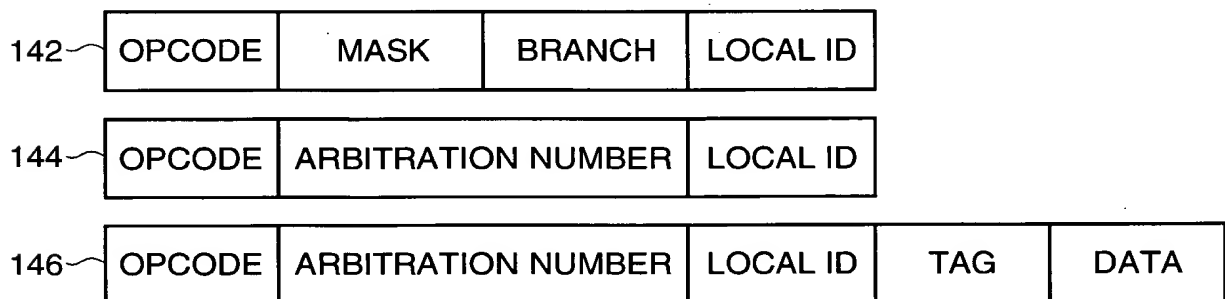 142 OPCODE MASK BRANCH LOCAL ID
144 OPCODE ARBITRATION NUMBER LOCAL ID
146 OPCODE ARBITRATION NUMBER LOCAL ID TAG DATA